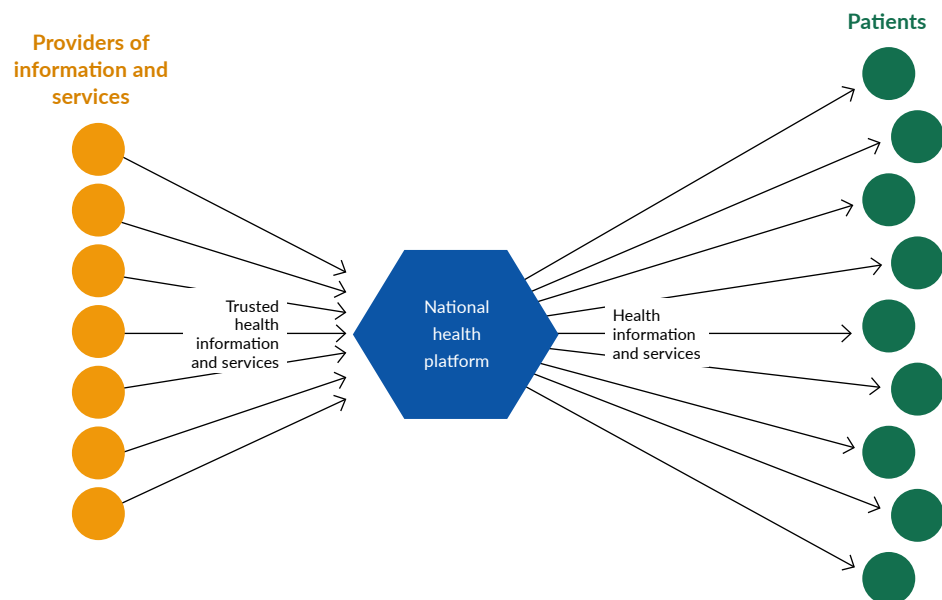 Providers of
information and
services
Patients
Trusted
health
information
and services
National
health
platform
Health
information
and services